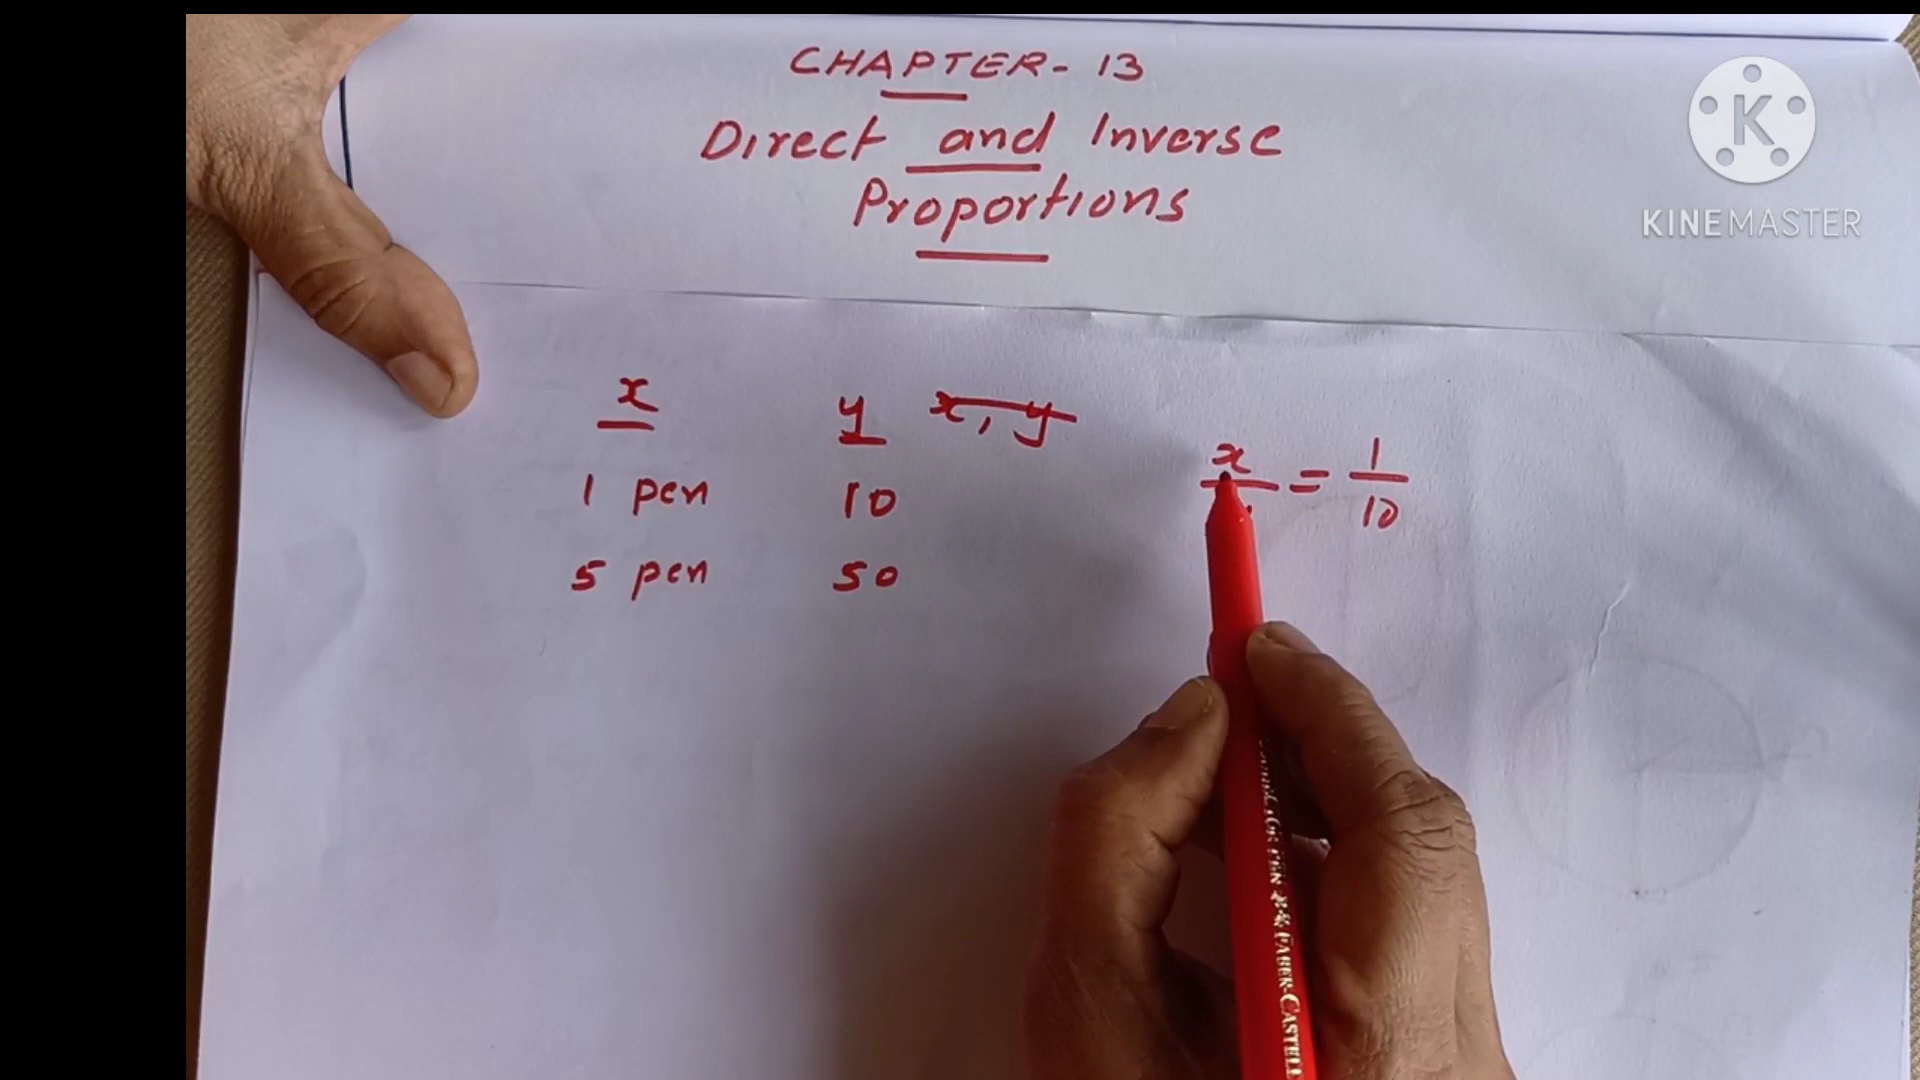 CHAPTER-13
Direct and Inverse
Proportions
KINEMASTER
x y x, y
x = 1
10
1 pen 10
5 pen 50
FABER-CASTELL